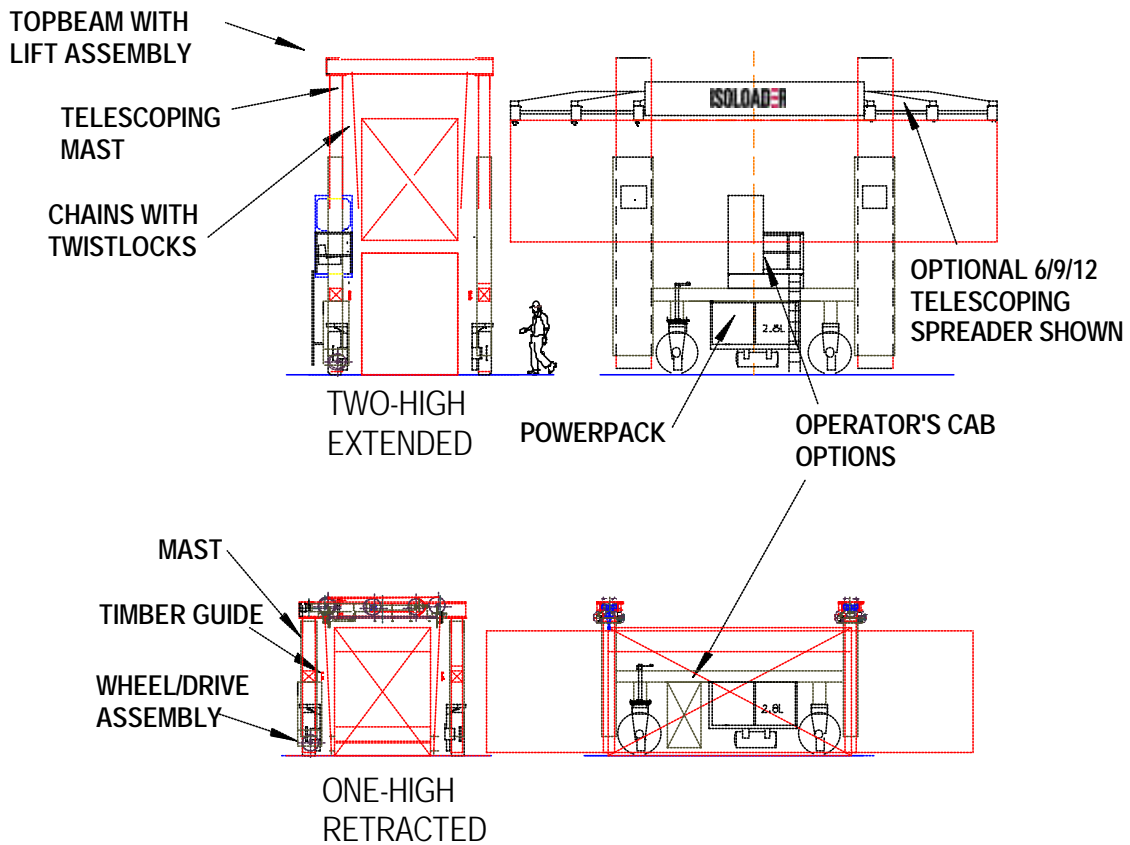 TOPBEAM WITH
LIFT ASSEMBLY
TELESCOPING
MAST
CHAINS WITH
TWISTLOCKS
ISOLOADER
2.8L
OPTIONAL 6/9/12
TELESCOPING
SPREADER SHOWN
TWO-HIGH
EXTENDED
POWERPACK
OPERATOR'S CAB
OPTIONS
MAST
TIMBER GUIDE
WHEEL/DRIVE
ASSEMBLY
2.8L
ONE-HIGH
RETRACTED